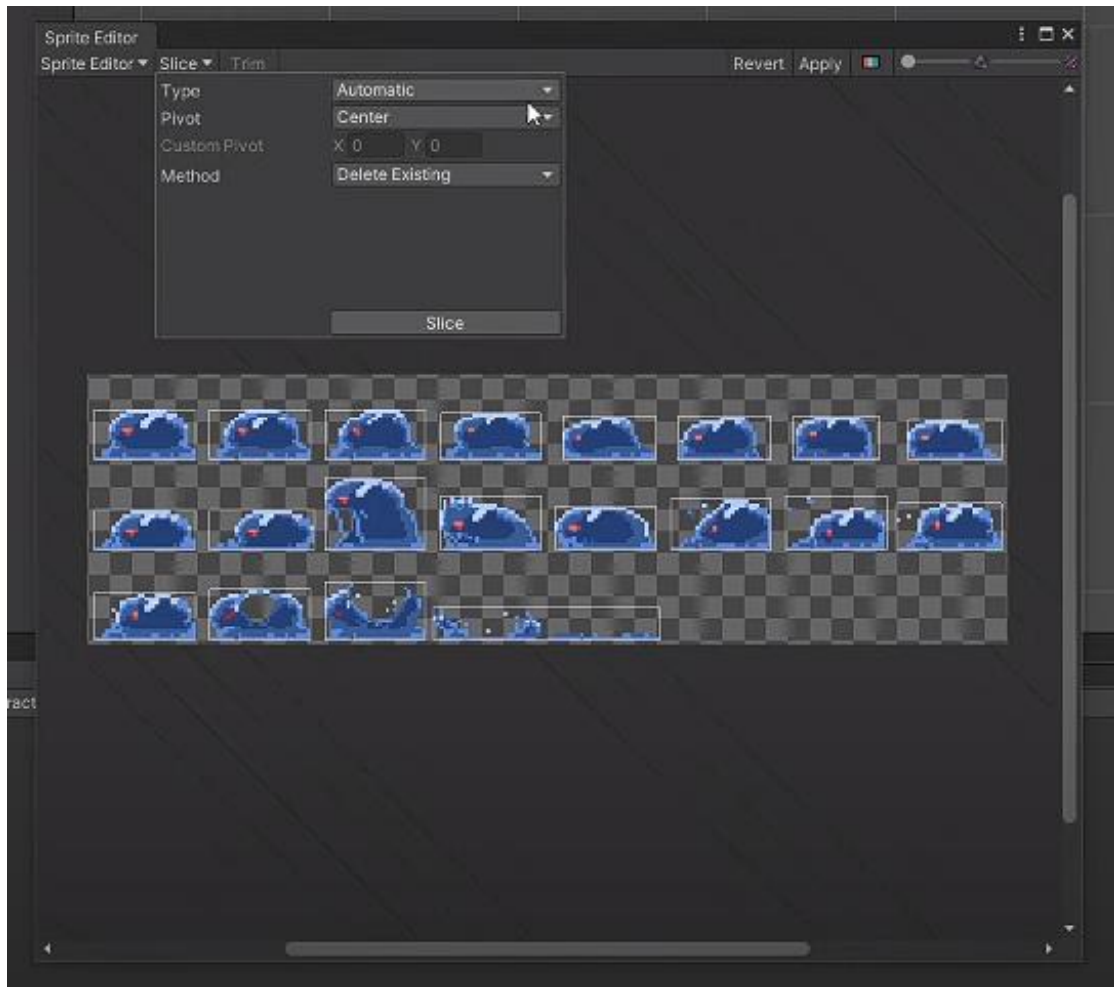 Sprite Editor
Sprite Editor Slice Trim Revert Apply
Type Automatic
Pivot Center
Custom Pivot X 0 Y 0
Method Delete Existing
Slice
ract